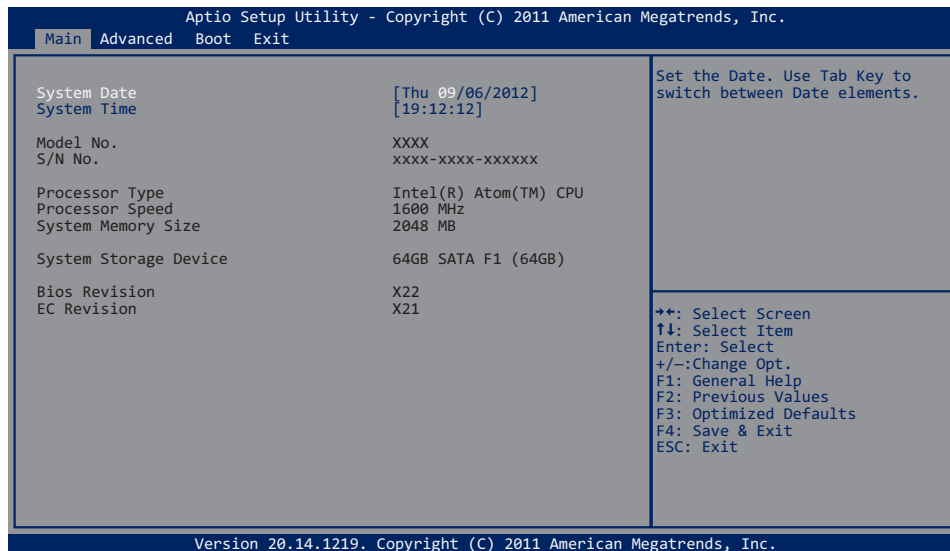 Aptio Setup Utility - Copyright (C) 2011 American Megatrends, Inc.
Main Advanced Boot Exit
System Date [Thu 09/06/2012]
System Time [19:12:12]
Model No. XXXX
S/N No. xxxx-xxxx-xxxxxx
Processor Type Intel(R) Atom(TM) CPU
Processor Speed 1600 MHz
System Memory Size 2048 MB
System Storage Device 64GB SATA F1 (64GB)
Bios Revision X22
EC Revision X21
Set the Date. Use Tab Key to
switch between Date elements.
→←: Select Screen
↑↓: Select Item
Enter: Select
+/–:Change Opt.
F1: General Help
F2: Previous Values
F3: Optimized Defaults
F4: Save & Exit
ESC: Exit
Version 20.14.1219. Copyright (C) 2011 American Megatrends, Inc.